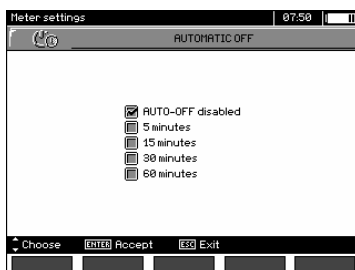 Meter settings 07:50
AUTOMATIC OFF
AUTO-OFF disabled
5 minutes
15 minutes
30 minutes
60 minutes
Choose ENTER Accept ESC Exit